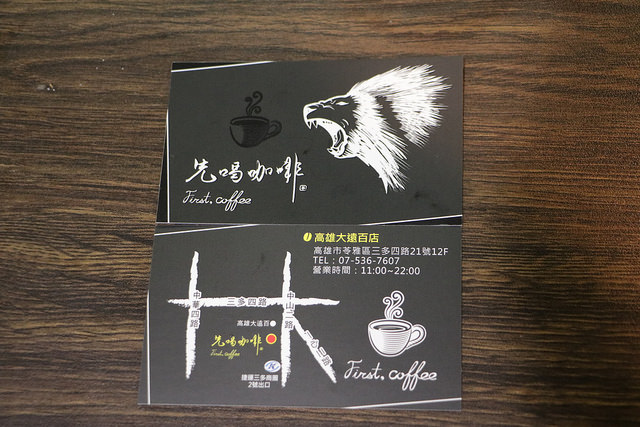 先喝咖啡
First. coffee
高雄大遠百店
高雄市苓雅區三多四路21號12F
TEL：07-536-7607
營業時間：11:00~22:00
中華四路
三多四路
中山二路
高雄大遠百
先喝咖啡
First. coffee
捷運三多商圈
2號出口
First. coffee